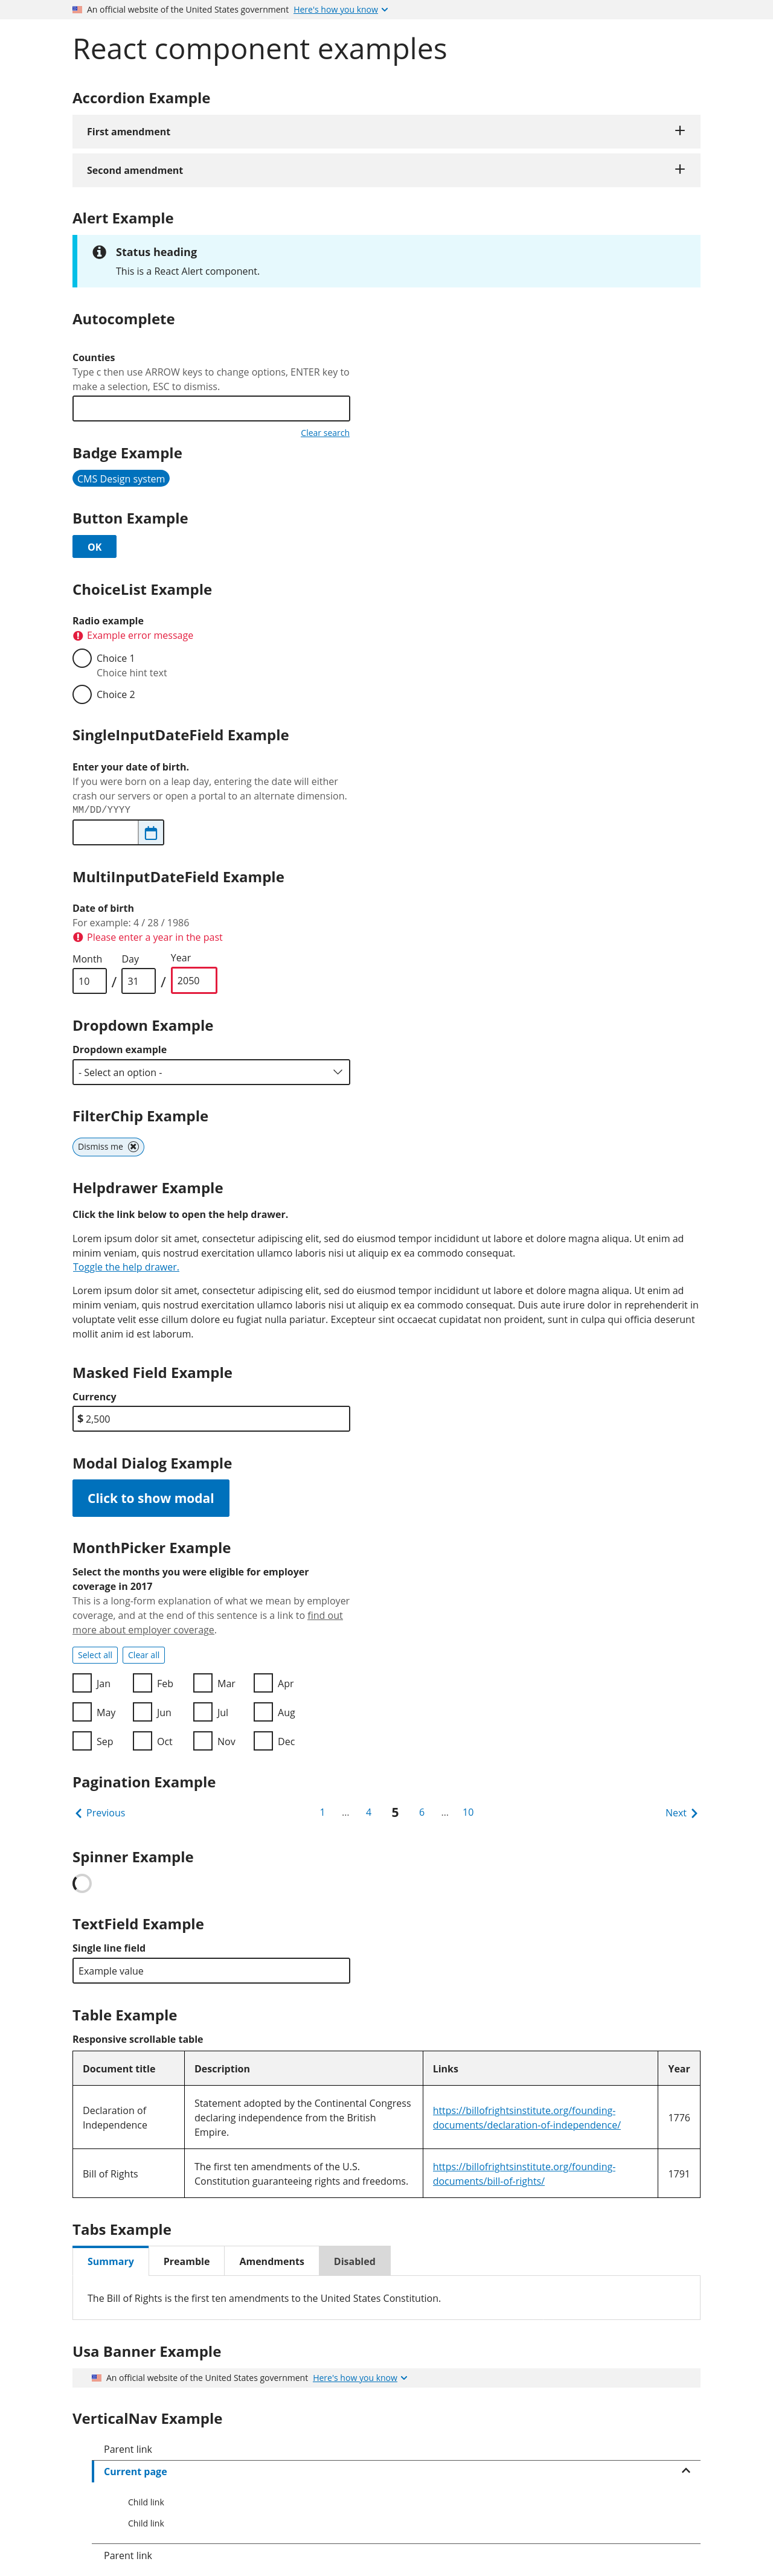 An official website of the United States government Here's how you know
React component examples
Accordion Example
First amendment
Second amendment
Alert Example
Status heading
This is a React Alert component.
Autocomplete
Counties
Type c then use ARROW keys to change options, ENTER key to
make a selection, ESC to dismiss.
Clear search
Badge Example
CMS Design system
Button Example
OK
ChoiceList Example
Radio example
Example error message
Choice 1
Choice hint text
Choice 2
SingleInputDateField Example
Enter your date of birth.
If you were born on a leap day, entering the date will either
crash our servers or open a portal to an alternate dimension.
MM/DD/YYYY
MultiInputDateField Example
Date of birth
For example: 4 / 28 / 1986
Please enter a year in the past
Month Day Year
10 / 31 / 2050
Dropdown Example
Dropdown example
- Select an option -
FilterChip Example
Dismiss me
Helpdrawer Example
Click the link below to open the help drawer.
Lorem ipsum dolor sit amet, consectetur adipiscing elit, sed do eiusmod tempor incididunt ut labore et dolore magna aliqua. Ut enim ad
minim veniam, quis nostrud exercitation ullamco laboris nisi ut aliquip ex ea commodo consequat.
Toggle the help drawer.
Lorem ipsum dolor sit amet, consectetur adipiscing elit, sed do eiusmod tempor incididunt ut labore et dolore magna aliqua. Ut enim ad
minim veniam, quis nostrud exercitation ullamco laboris nisi ut aliquip ex ea commodo consequat. Duis aute irure dolor in reprehenderit in
voluptate velit esse cillum dolore eu fugiat nulla pariatur. Excepteur sint occaecat cupidatat non proident, sunt in culpa qui officia deserunt
mollit anim id est laborum.
Masked Field Example
Currency
$ 2,500
Modal Dialog Example
Click to show modal
MonthPicker Example
Select the months you were eligible for employer
coverage in 2017
This is a long-form explanation of what we mean by employer
coverage, and at the end of this sentence is a link to find out
more about employer coverage.
Select all Clear all
Jan Feb Mar Apr
May Jun Jul Aug
Sep Oct Nov Dec
Pagination Example
Previous 1 … 4 5 6 … 10 Next
Spinner Example
TextField Example
Single line field
Example value
Table Example
Responsive scrollable table
Document title Description Links Year
Declaration of
Independence
Statement adopted by the Continental Congress
declaring independence from the British
Empire.
https://billofrightsinstitute.org/founding-
documents/declaration-of-independence/
1776
Bill of Rights
The first ten amendments of the U.S.
Constitution guaranteeing rights and freedoms.
https://billofrightsinstitute.org/founding-
documents/bill-of-rights/
1791
Tabs Example
Summary Preamble Amendments Disabled
The Bill of Rights is the first ten amendments to the United States Constitution.
Usa Banner Example
An official website of the United States government Here's how you know
VerticalNav Example
Parent link
Current page
Child link
Child link
Parent link